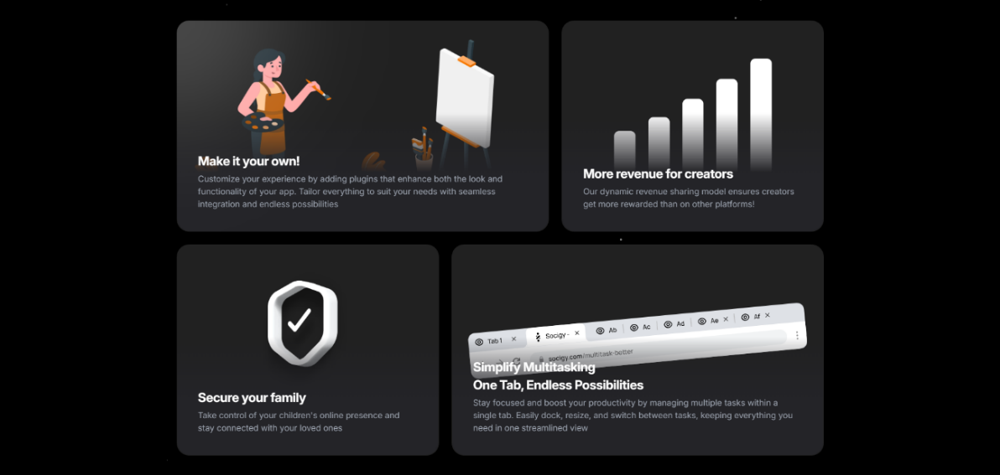 Make it your own!
Customize your experience by adding plugins that enhance both the look and
functionality of your app. Tailor everything to suit your needs with seamless
integration and endless possibilities
More revenue for creators
Our dynamic revenue sharing model ensures creators
get more rewarded than on other platforms!
Secure your family
Take control of your children's online presence and
stay connected with your loved ones
Tab 1 Socigy - Ab Ac Ad Ae Af
socigy.com/multitask-better
Simplify Multitasking
One Tab, Endless Possibilities
Stay focused and boost your productivity by managing multiple tasks within a
single tab. Easily dock, resize, and switch between tasks, keeping everything you
need in one streamlined view